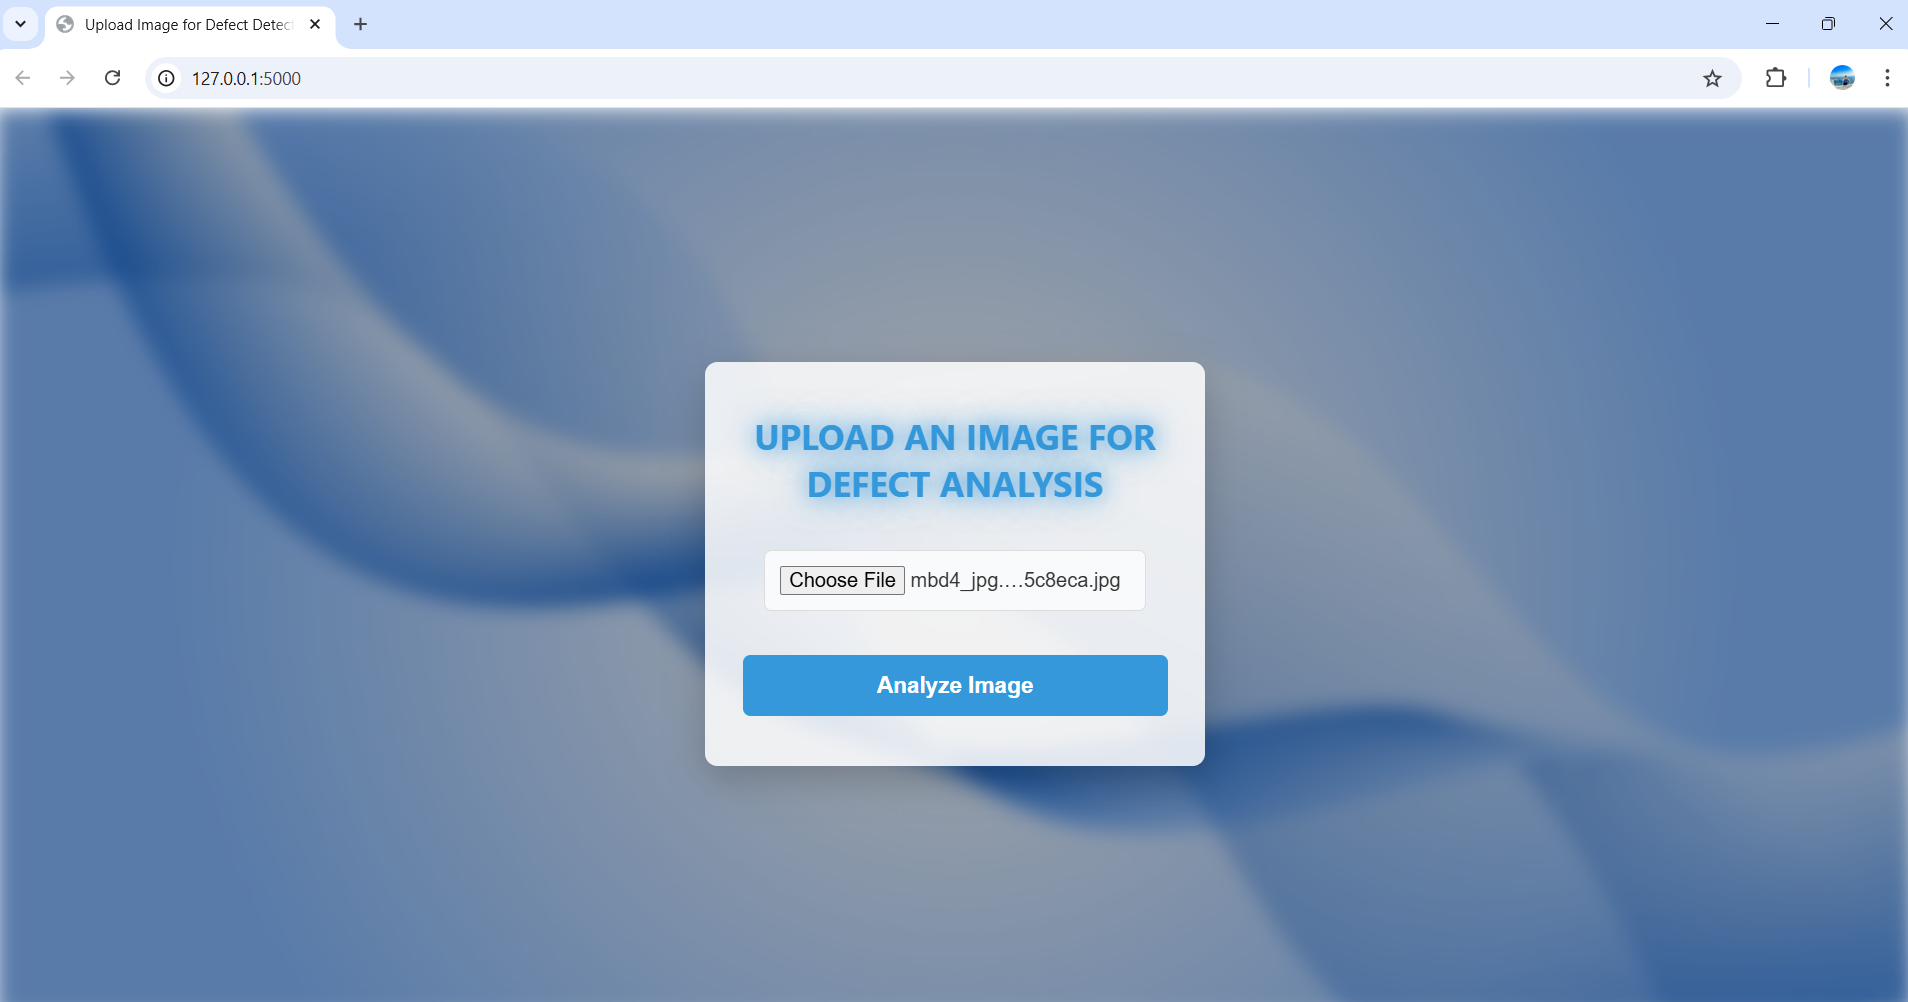 Upload Image for Defect Detec
127.0.0.1:5000
UPLOAD AN IMAGE FOR
DEFECT ANALYSIS
Choose File mbd4_jpg.…5c8eca.jpg
Analyze Image